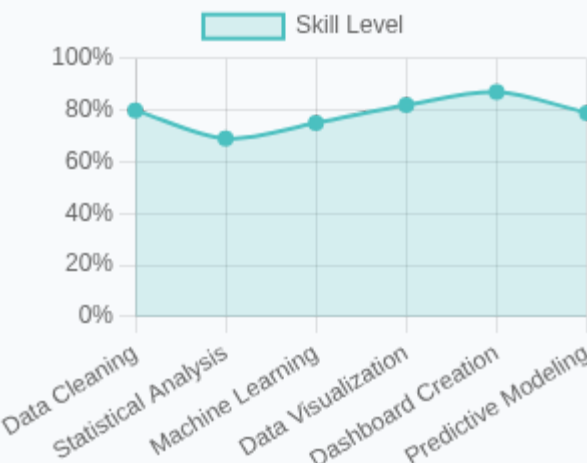 Skill Level
100%
80%
60%
40%
20%
0%
Data Cleaning
Statistical Analysis
Machine Learning
Data Visualization
Dashboard Creation
Predictive Modeling